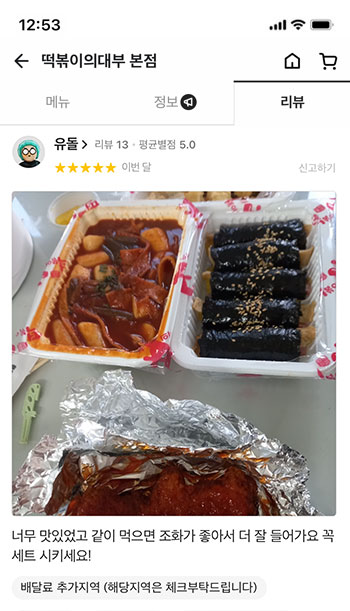 12:53
떡볶이의대부 본점
메뉴
정보
리뷰
유돌
리뷰 13 · 평균별점 5.0
★★★★★ 이번 달
신고하기
너무 맛있었고 같이 먹으면 조화가 좋아서 더 잘 들어가요 꼭
세트 시키세요!
배달료 추가지역 (해당지역은 체크부탁드립니다)